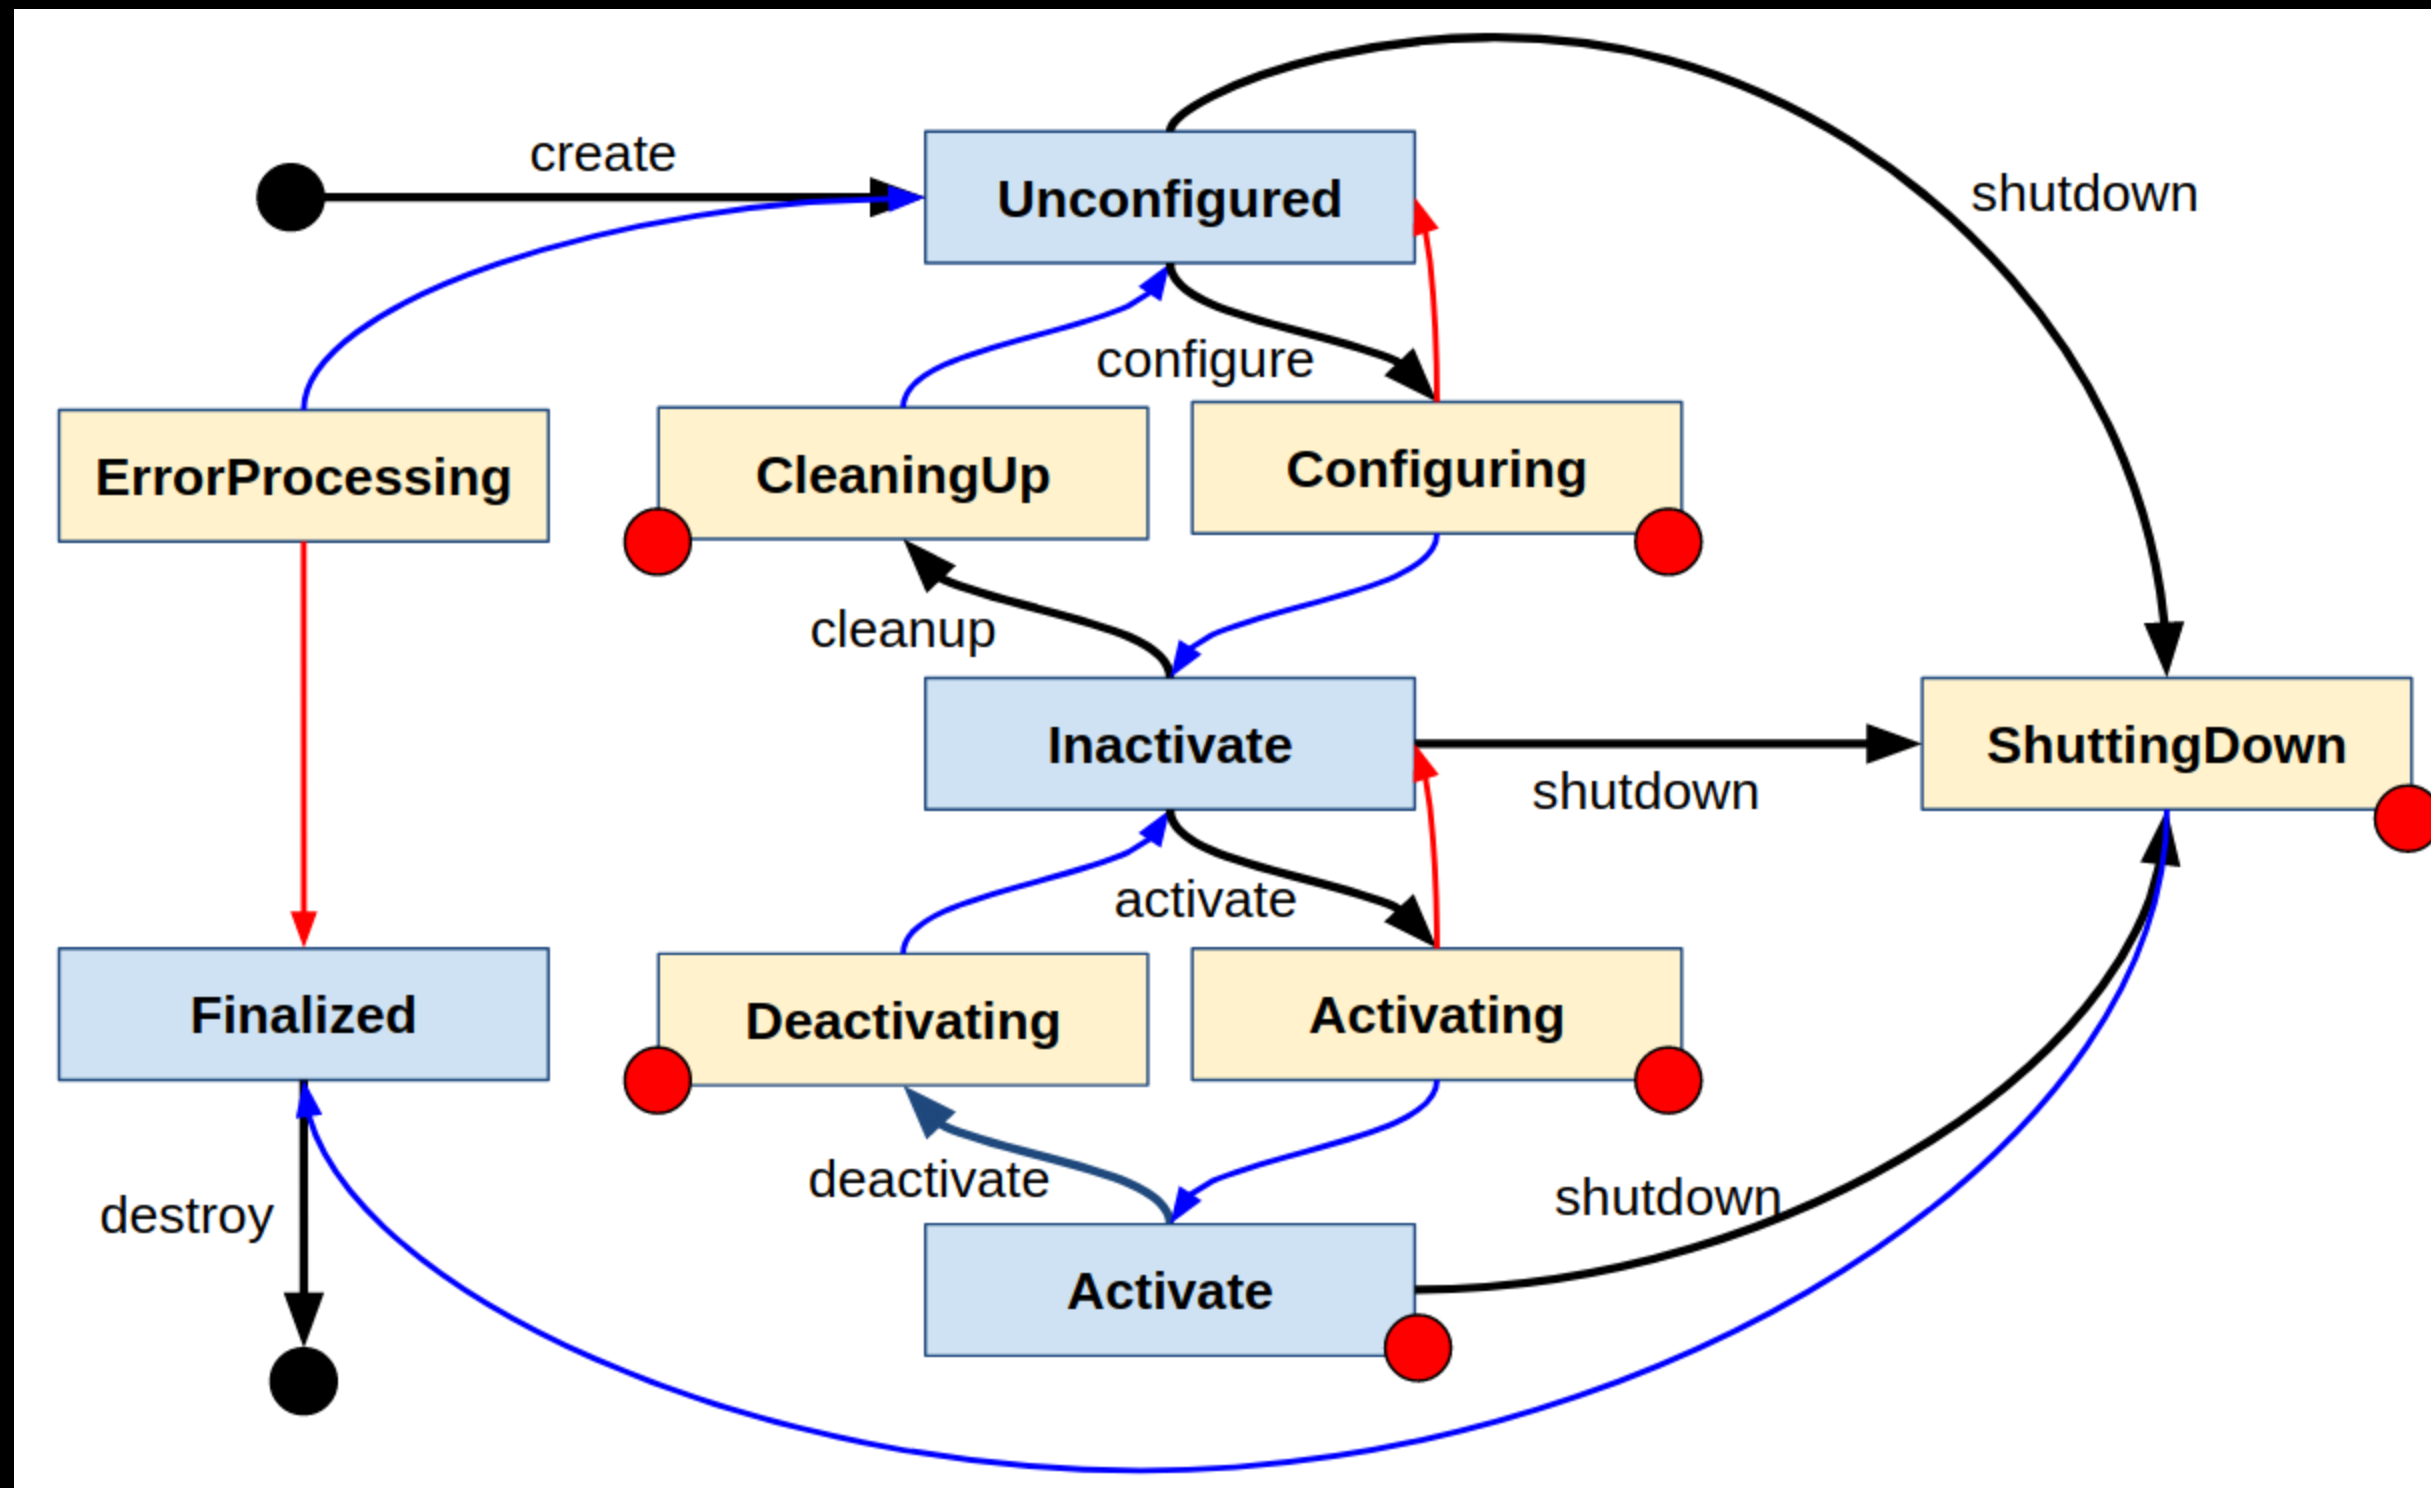 create
Unconfigured
shutdown
configure
ErrorProcessing
CleaningUp
Configuring
cleanup
Inactivate
ShuttingDown
shutdown
activate
Finalized
Deactivating
Activating
deactivate
shutdown
destroy
Activate